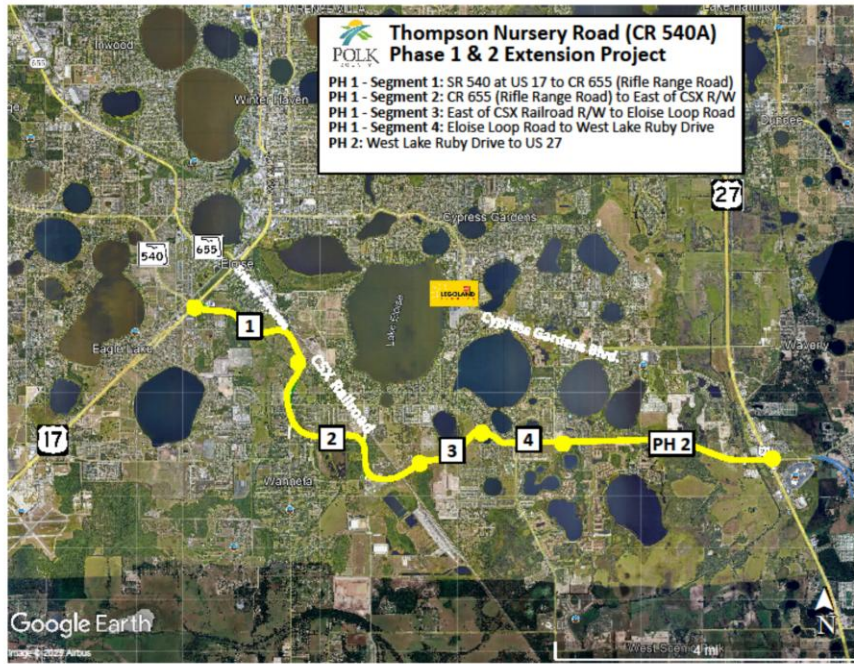 POLK
Thompson Nursery Road (CR 540A)
Phase 1 & 2 Extension Project
PH 1 - Segment 1: SR 540 at US 17 to CR 655 (Rifle Range Road)
PH 1 - Segment 2: CR 655 (Rifle Range Road) to East of CSX R/W
PH 1 - Segment 3: East of CSX Railroad R/W to Eloise Loop Road
PH 1 - Segment 4: Eloise Loop Road to West Lake Ruby Drive
PH 2: West Lake Ruby Drive to US 27
Inwood
655
Winter Haven
Dundee
27
Cypress Gardens
540
655
Eloise
LEGOLAND
Lake Eloise
Cypress Gardens Blvd.
Waverly
1
Eagle Lake
CSX Railroad
17
2
3
4
PH 2
Wahneta
Google Earth
N
4 mi